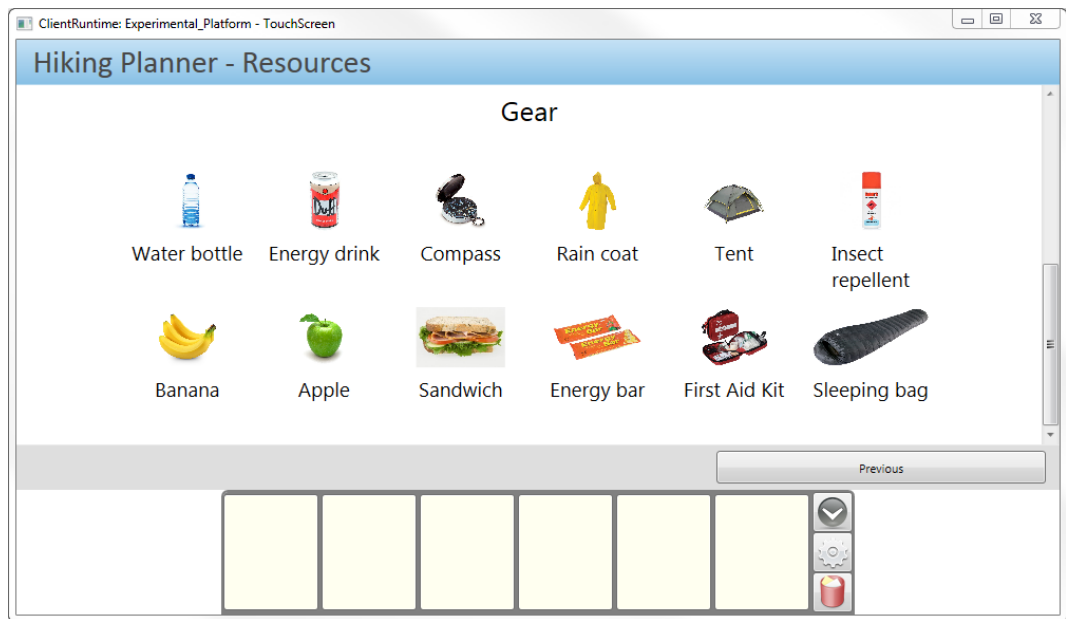 ClientRuntime: Experimental_Platform - TouchScreen
Hiking Planner - Resources
Gear
Water bottle
Energy drink
Compass
Rain coat
Tent
Insect
repellent
Banana
Apple
Sandwich
Energy bar
First Aid Kit
Sleeping bag
Previous